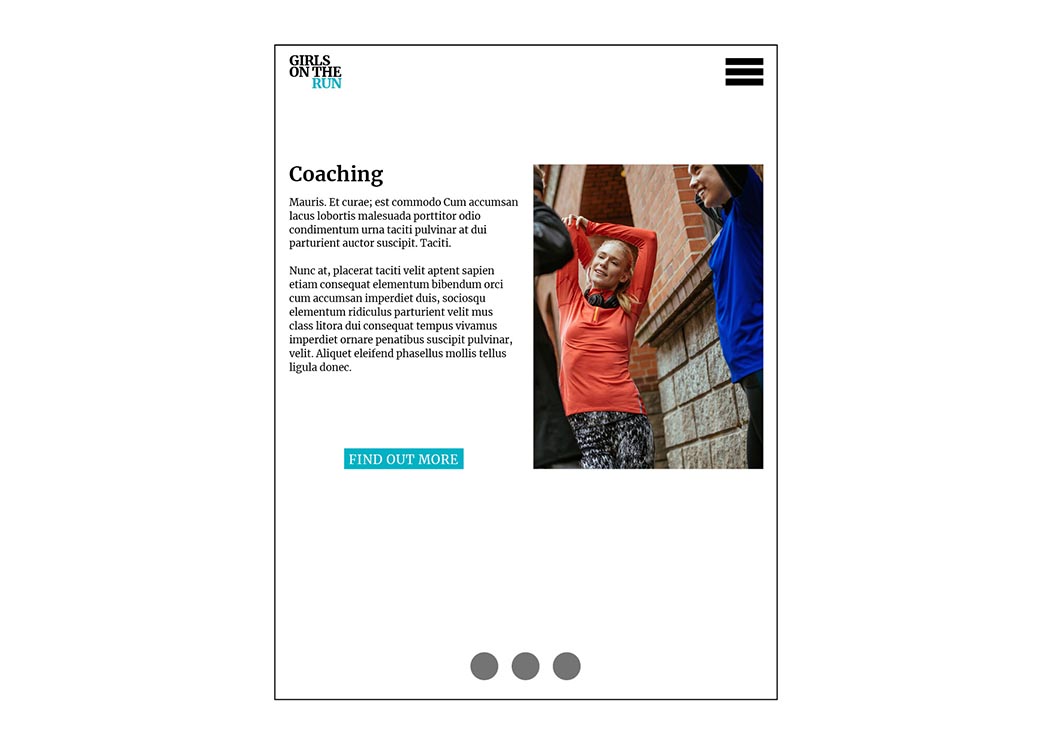 GIRLS
ON THE
RUN
Coaching
Mauris. Et curae; est commodo Cum accumsan
lacus lobortis malesuada porttitor odio
condimentum urna taciti pulvinar at dui
parturient auctor suscipit. Taciti.
Nunc at, placerat taciti velit aptent sapien
etiam consequat elementum bibendum orci
cum accumsan imperdiet duis, sociosqu
elementum ridiculus parturient velit mus
class litora dui consequat tempus vivamus
imperdiet ornare penatibus suscipit pulvinar,
velit. Aliquet eleifend phasellus mollis tellus
ligula donec.
FIND OUT MORE